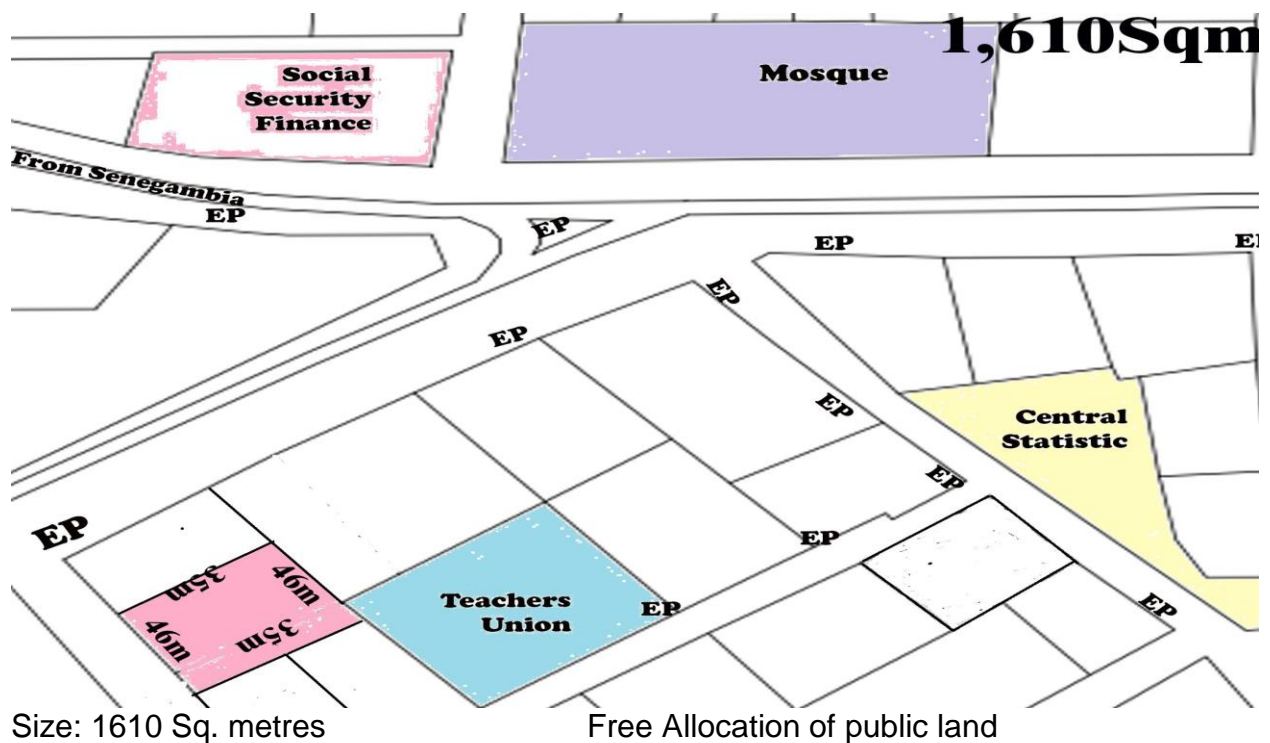 1,610Sqm
Social
Security
Finance
Mosque
From Senegambia
EP
EP
EP
EP
EP
EP
EP
Central
Statistic
EP
EP
EP
35m
46m
46m
35m
Teachers
Union
EP
EP
Size: 1610 Sq. metres
Free Allocation of public land